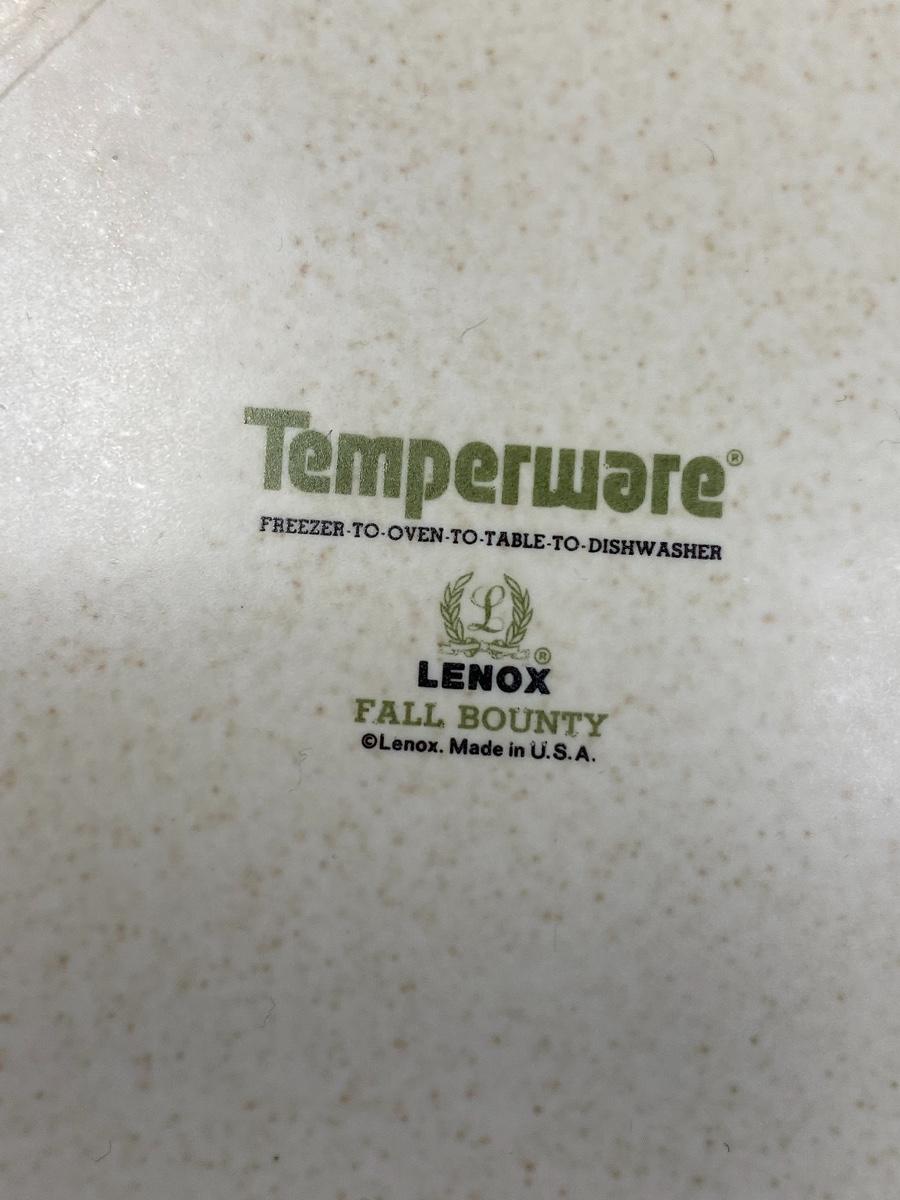 Temperware®
FREEZER-TO-OVEN-TO-TABLE-TO-DISHWASHER
L
®
LENOX
FALL BOUNTY
©Lenox. Made in U.S.A.